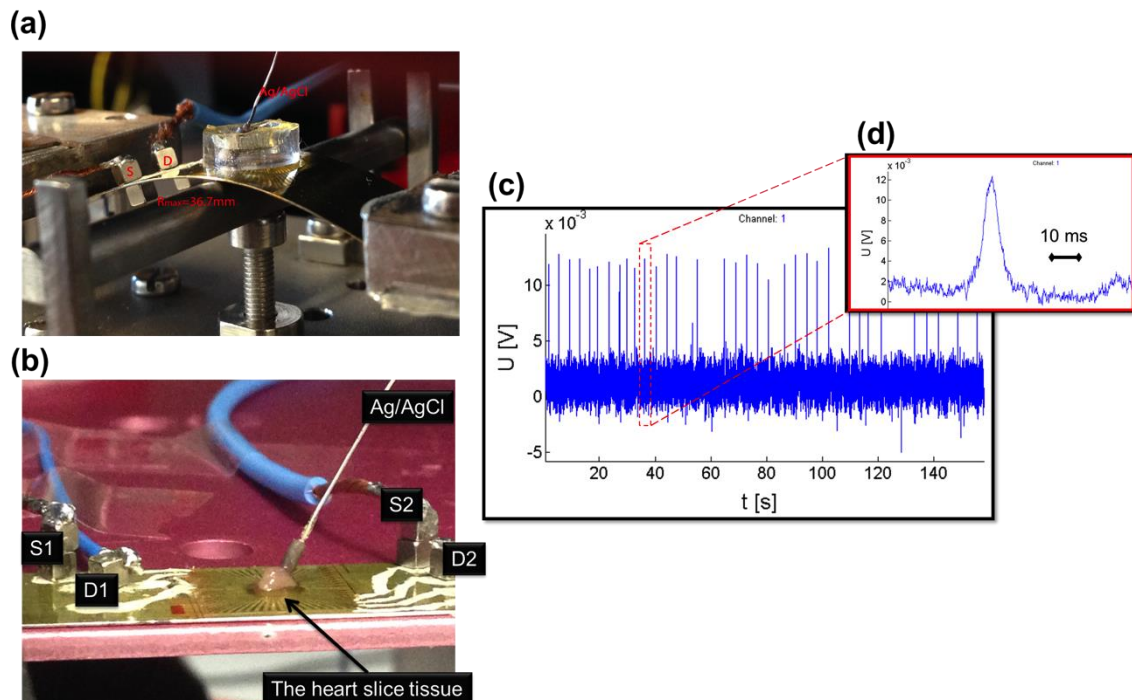 (a)
Ag/AgCl
S
D
Rmax=36.7mm
(b)
Ag/AgCl
S1
D1
S2
D2
The heart slice tissue
(c)
x 10⁻³
Channel: 1
U [V]
10
5
0
-5
20
40
60
80
100
120
140
t [s]
(d)
x 10⁻³
Channel: 1
U [V]
12
10
8
6
4
2
0
10 ms